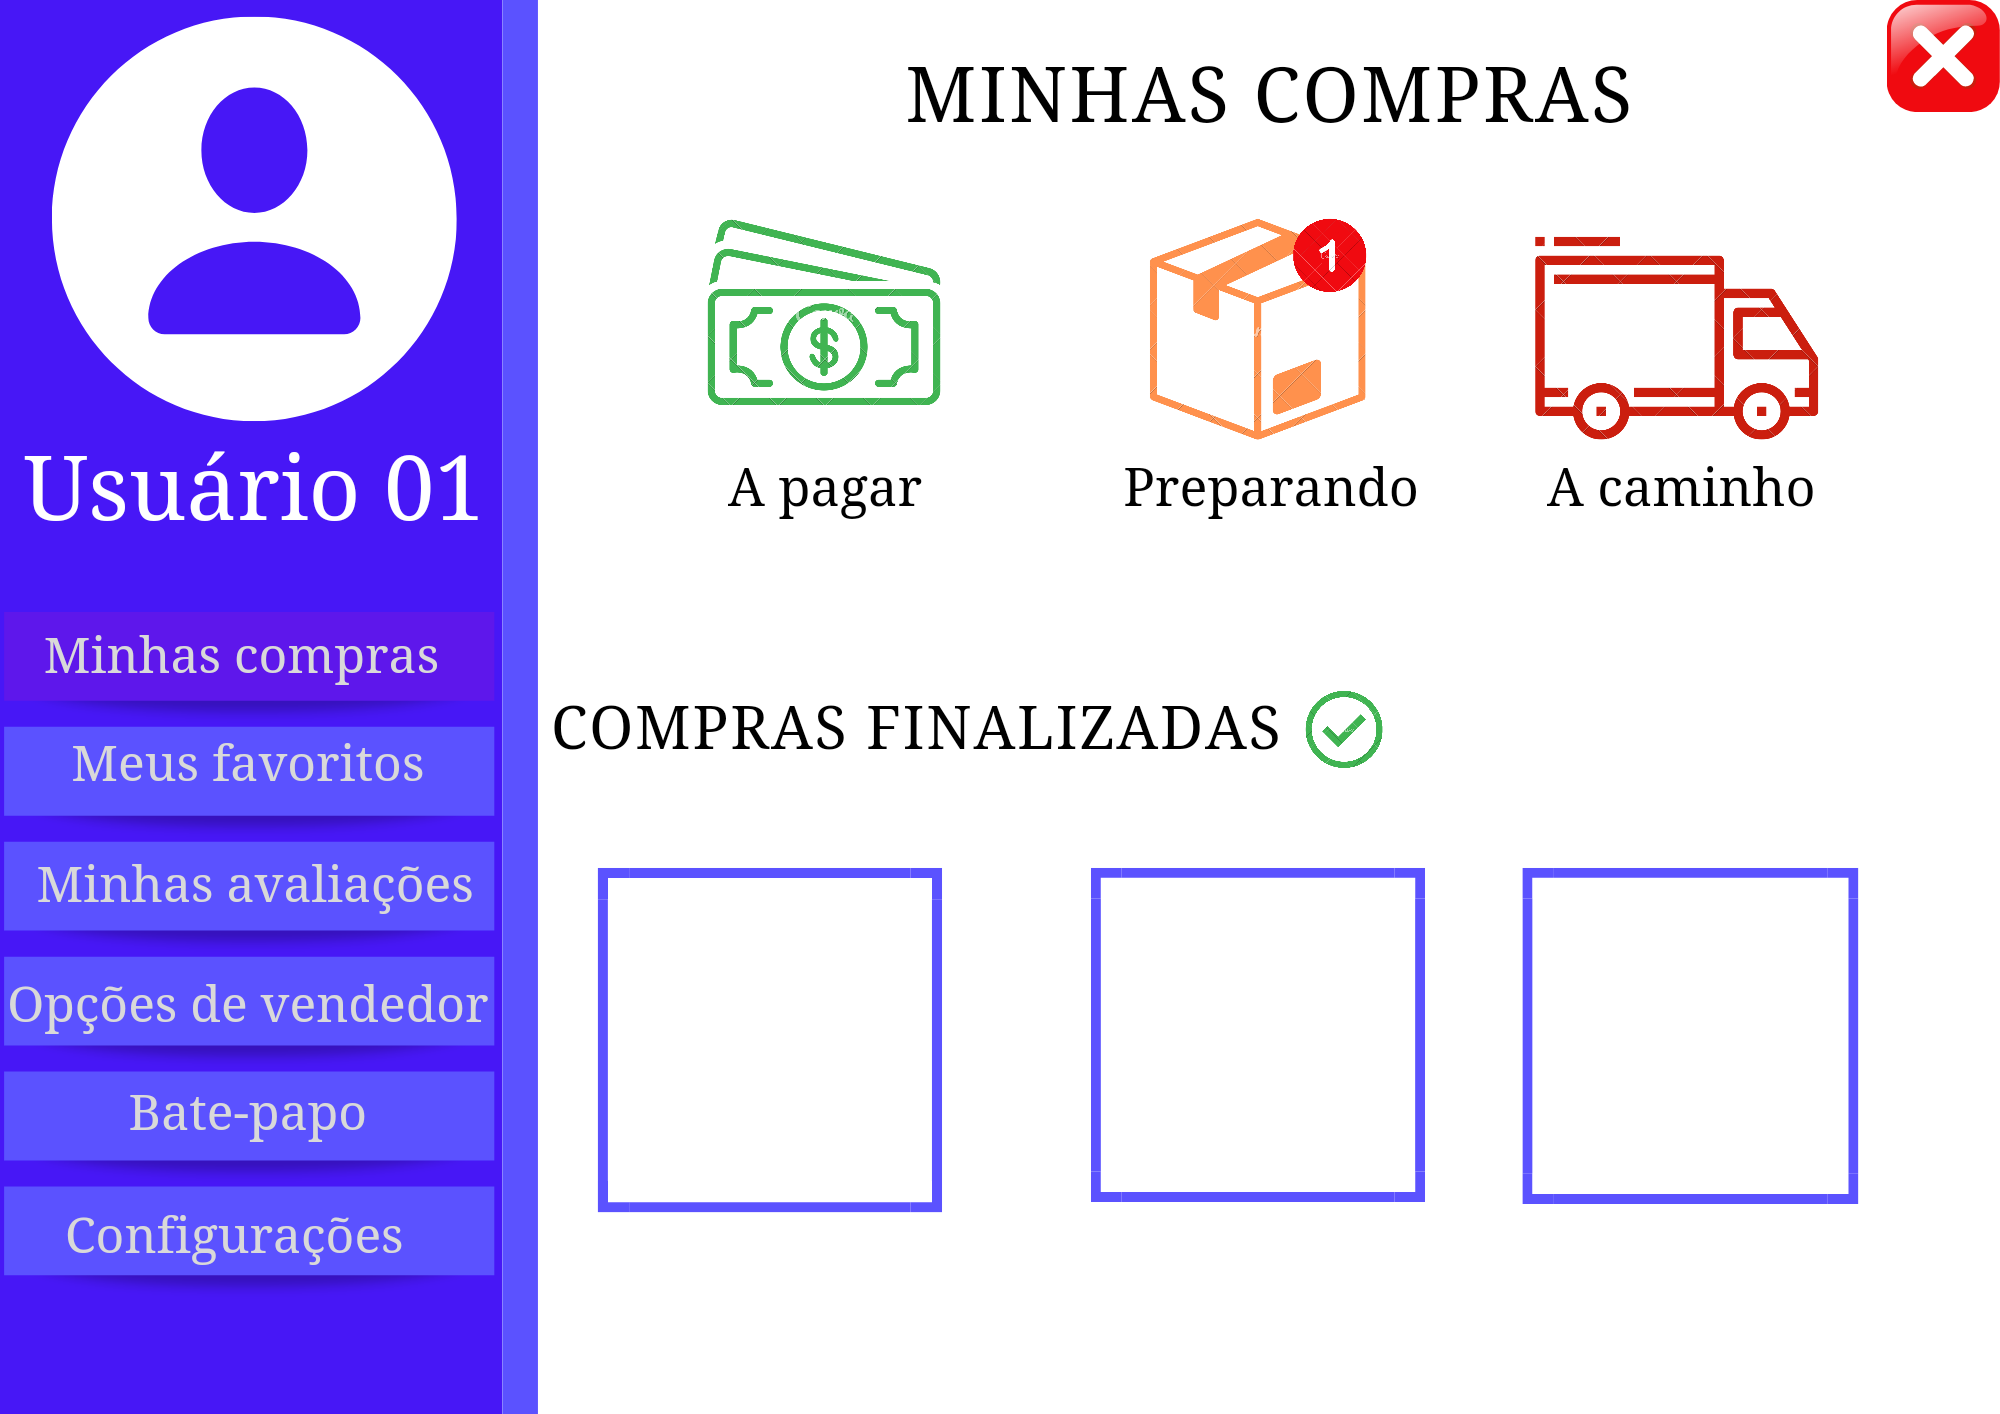 Usuário 01
Minhas compras
Meus favoritos
Minhas avaliações
Opções de vendedor
Bate-papo
Configurações
MINHAS COMPRAS
$
1
A pagar
Preparando
A caminho
COMPRAS FINALIZADAS